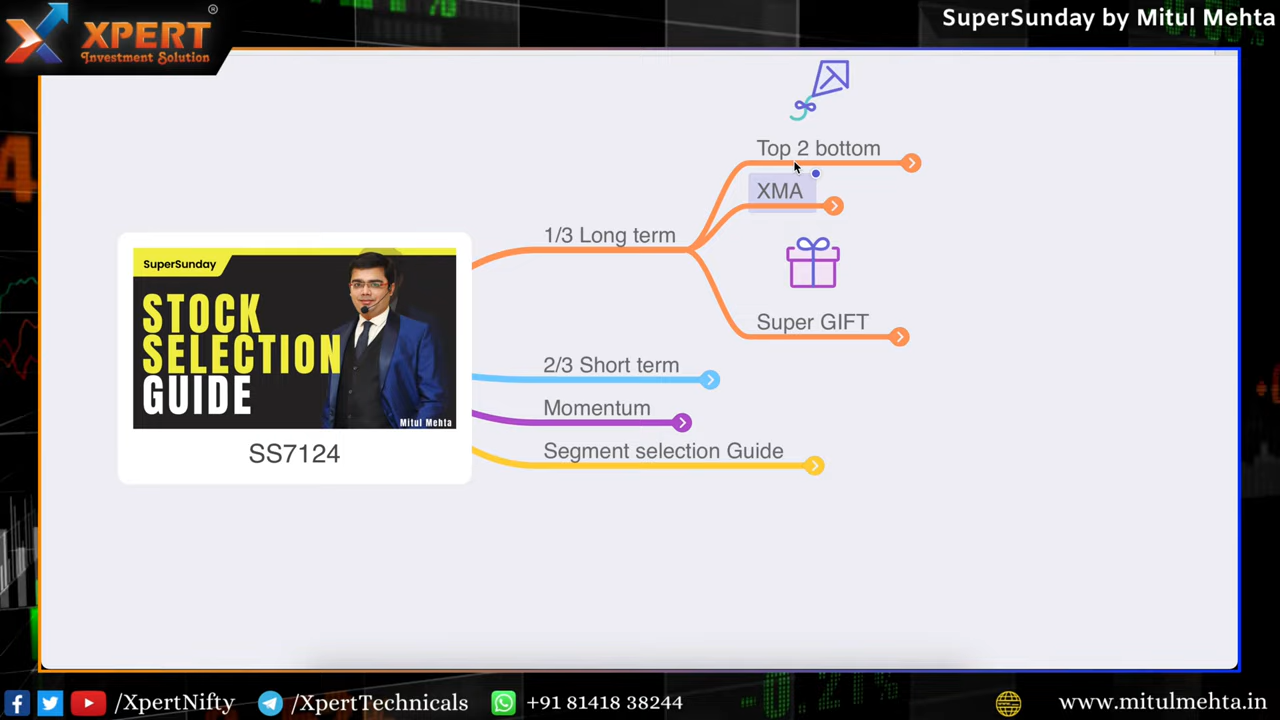 XPERT
Investment Solution
®
SuperSunday by Mitul Mehta
Top 2 bottom
XMA
1/3 Long term
Super GIFT
SuperSunday
STOCK
SELECTION
GUIDE
Mitul Mehta
SS7124
2/3 Short term
Momentum
Segment selection Guide
/XpertNifty
/XpertTechnicals
+91 81418 38244
www.mitulmehta.in